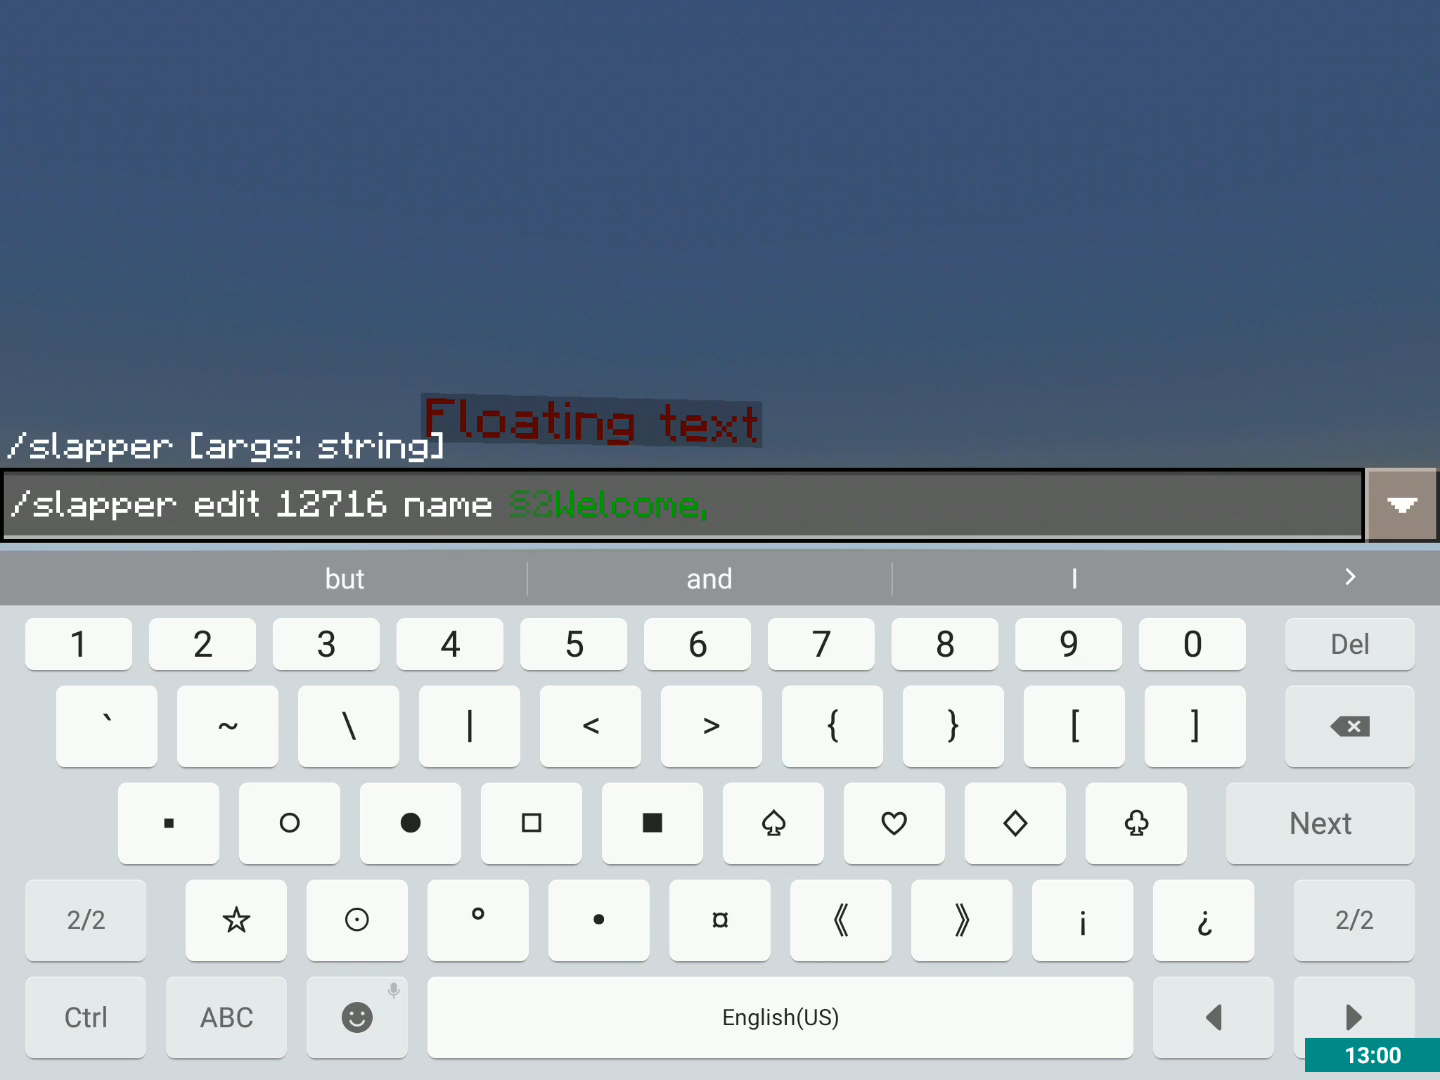 Floating text
/slapper [args: string]
/slapper edit 12716 name §2Welcome,
but and I >
1 2 3 4 5 6 7 8 9 0 Del
` ~ \ | < > { } [ ]
▪ ○ ● □ ■ ♤ ♡ ◇ ♧ Next
2/2 ☆ ⊙ ° • ¤ 《 》 ¡ ¿ 2/2
Ctrl ABC English(US)
13:00